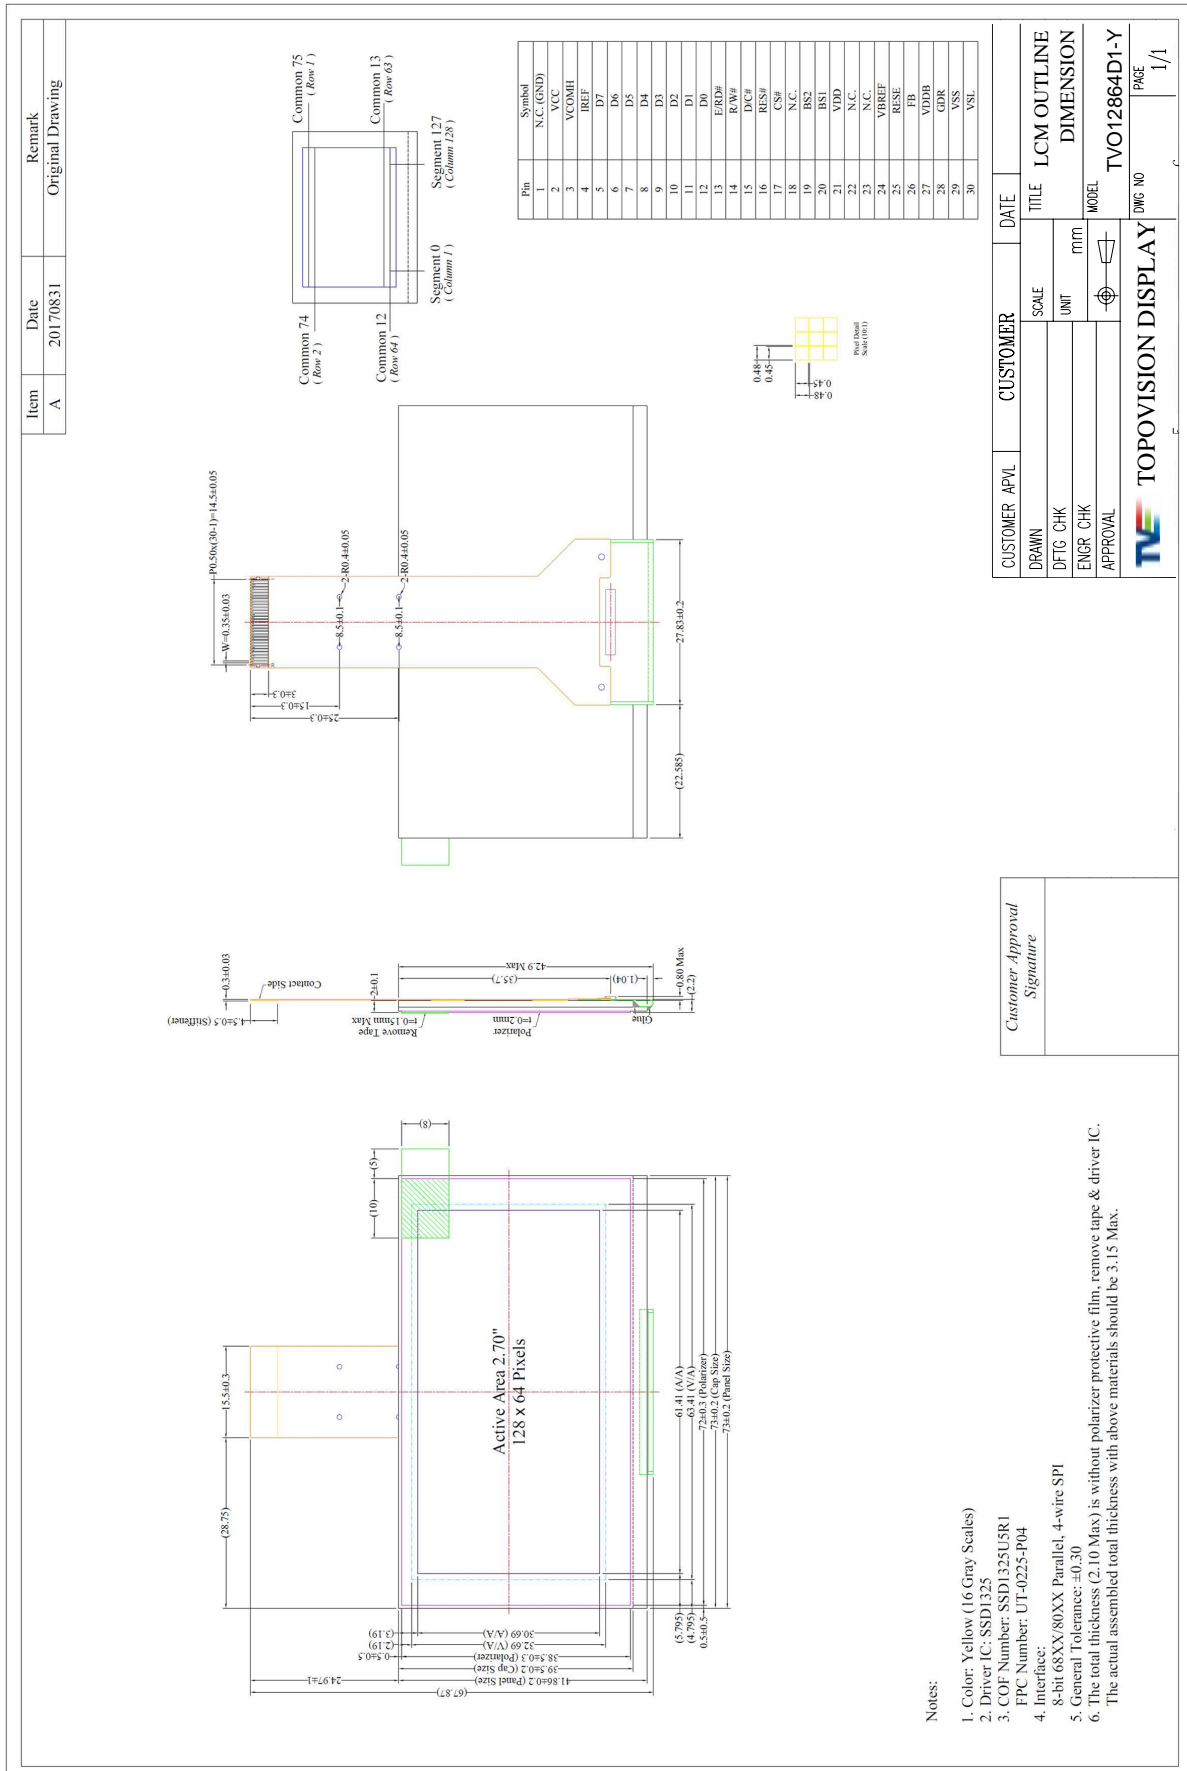 Item Date Remark
A 20170831 Original Drawing
Active Area 2.70"
128 x 64 Pixels
(28.75)
15.5±0.3
(10)
(5)
(8)
(67.87)
24.97±1
41.86±0.2 (Panel Size)
39.5±0.2 (Cap Size)
38.5±0.3 (Polarizer)
32.69 (V/A)
30.69 (A/A)
0.5±0.5
(2.19)
(3.19)
(5.795)
(4.795)
0.5±0.5
61.41 (A/A)
63.41 (V/A)
72±0.3 (Polarizer)
73±0.2 (Cap Size)
73±0.2 (Panel Size)
4.5±0.5 (Stiffener)
0.3±0.03
Contact Side
2±0.1
Remove Tape
t=0.15mm Max
Polarizer
t=0.2mm
Glue
42.9 Max
(35.7)
(1.04)
0.80 Max
(2.2)
P0.50x(30-1)=14.5±0.05
W=0.35±0.03
3±0.3
15±0.3
25±0.3
8.5±0.1
2-R0.4±0.05
8.5±0.1
2-R0.4±0.05
27.83±0.2
(22.585)
Common 74
( Row 2 )
Common 75
( Row 1 )
Common 12
( Row 64 )
Common 13
( Row 63 )
Segment 0
( Column 1 )
Segment 127
( Column 128 )
0.48
0.45
0.45
0.48
Pixel Detail
Scale (10:1)
Pin Symbol
1 N.C. (GND)
2 VCC
3 VCOMH
4 IREF
5 D7
6 D6
7 D5
8 D4
9 D3
10 D2
11 D1
12 D0
13 E/RD#
14 R/W#
15 D/C#
16 RES#
17 CS#
18 N.C.
19 BS2
20 BS1
21 VDD
22 N.C.
23 N.C.
24 VBREF
25 RESE
26 FB
27 VDDB
28 GDR
29 VSS
30 VSL
Notes:
1. Color: Yellow (16 Gray Scales)
2. Driver IC: SSD1325
3. COF Number: SSD1325U5R1
FPC Number: UT-0225-P04
4. Interface:
8-bit 68XX/80XX Parallel, 4-wire SPI
5. General Tolerance: ±0.30
6. The total thickness (2.10 Max) is without polarizer protective film, remove tape & driver IC.
The actual assembled total thickness with above materials should be 3.15 Max.
Customer Approval
Signature
CUSTOMER APVL CUSTOMER DATE
DRAWN
DFTG CHK
ENGR CHK
APPROVAL
SCALE
UNIT mm
TITLE LCM OUTLINE
DIMENSION
MODEL TVO12864D1-Y
TOPOVISION DISPLAY
DWG NO
PAGE 1/1